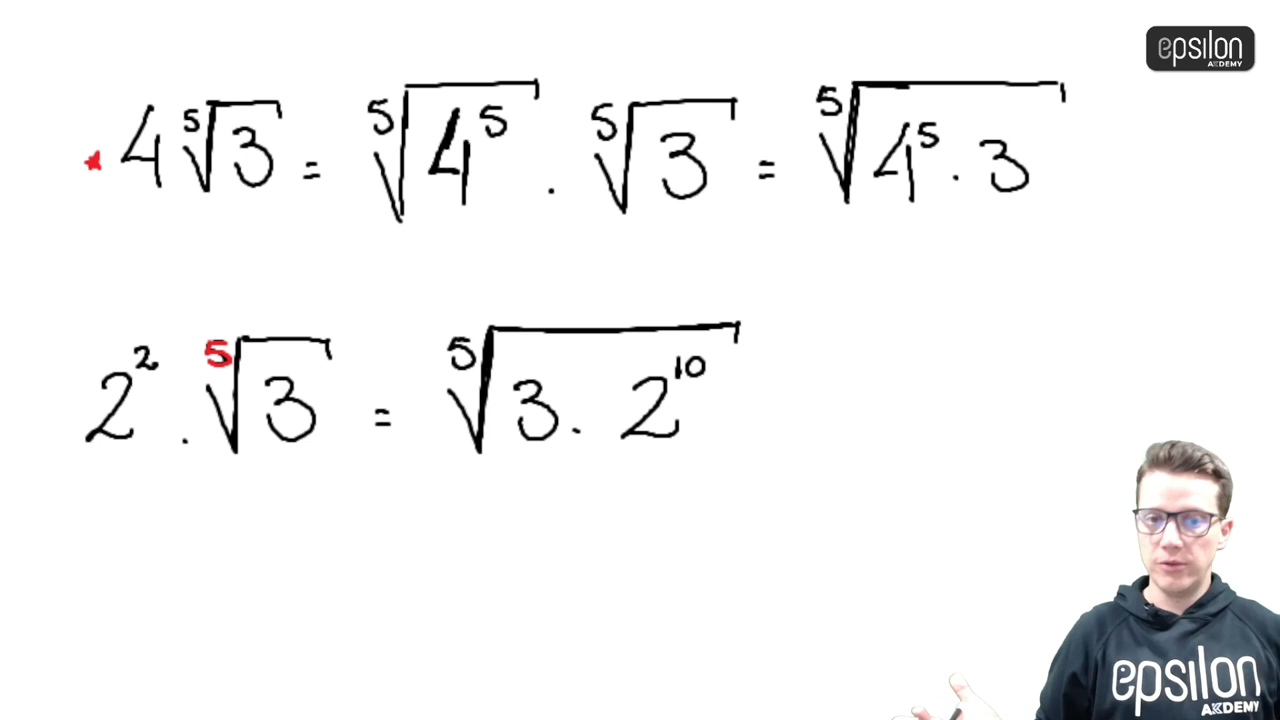 epsilon
AKDEMY
* 4 ⁵√3 = ⁵√4⁵ . ⁵√3 = ⁵√4⁵ . 3
2² . ⁵√3 = ⁵√3 . 2¹⁰
epsilon
AKDEMY